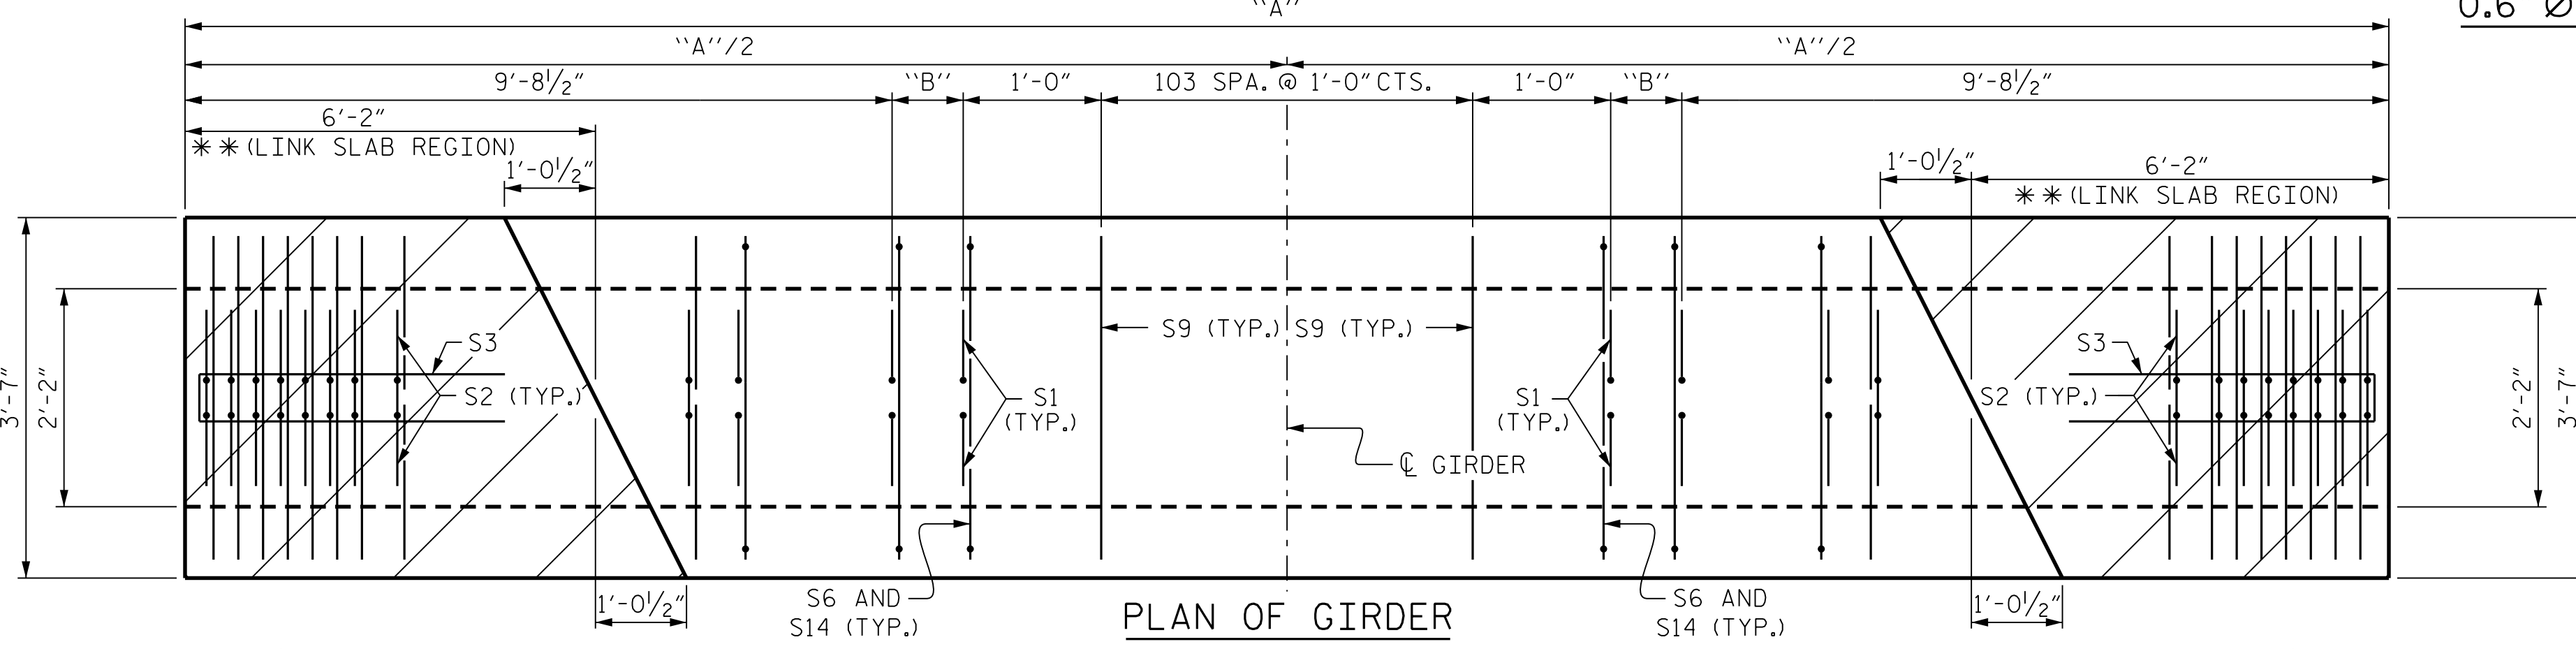 ``A''
0.6 Ø
``A''/2 ``A''/2
9'-8½" ``B'' 1'-0" 103 SPA. @ 1'-0" CTS. 1'-0" ``B'' 9'-8½"
6'-2"
✳✳(LINK SLAB REGION)
1'-0½"
1'-0½" 6'-2"
✳✳(LINK SLAB REGION)
3'-7"
2'-2"
S3
S2 (TYP.)
S9 (TYP.) S9 (TYP.)
S1
(TYP.)
S1
(TYP.)
℄ GIRDER
S3
S2 (TYP.)
2'-2"
3'-7"
1'-0½"
S6 AND
S14 (TYP.)
PLAN OF GIRDER
S6 AND
S14 (TYP.)
1'-0½"